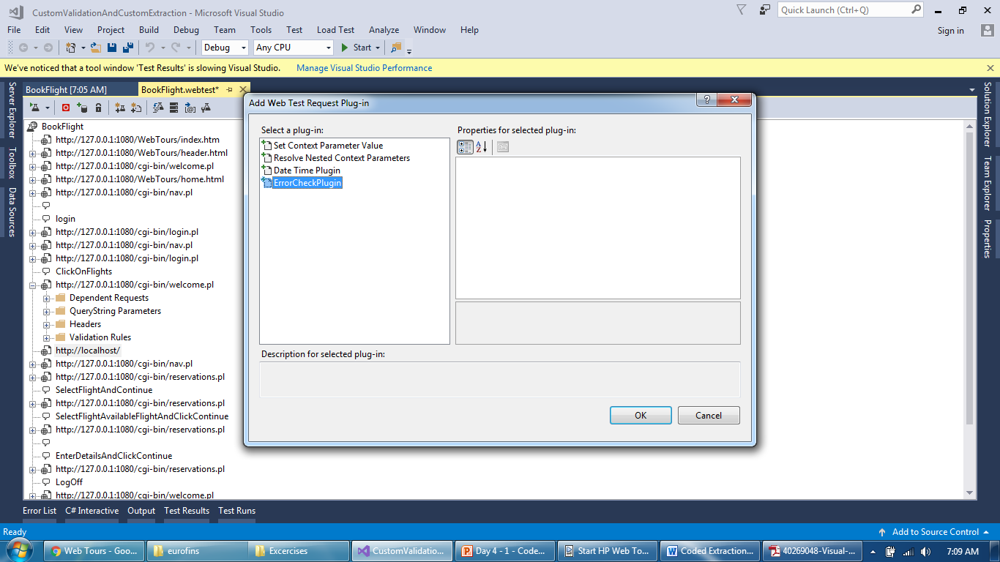 CustomValidationAndCustomExtraction - Microsoft Visual Studio
Quick Launch (Ctrl+Q)
File Edit View Project Build Debug Team Tools Test Load Test Analyze Window Help
Sign in
Debug Any CPU Start
We've noticed that a tool window 'Test Results' is slowing Visual Studio. Manage Visual Studio Performance
Server Explorer
Toolbox
Data Sources
BookFlight [7:05 AM] BookFlight.webtest*
BookFlight
http://127.0.0.1:1080/WebTours/index.htm
http://127.0.0.1:1080/WebTours/header.html
http://127.0.0.1:1080/cgi-bin/welcome.pl
http://127.0.0.1:1080/WebTours/home.html
http://127.0.0.1:1080/cgi-bin/nav.pl
login
http://127.0.0.1:1080/cgi-bin/login.pl
http://127.0.0.1:1080/cgi-bin/nav.pl
http://127.0.0.1:1080/cgi-bin/login.pl
ClickOnFlights
http://127.0.0.1:1080/cgi-bin/welcome.pl
Dependent Requests
QueryString Parameters
Headers
Validation Rules
http://localhost/
http://127.0.0.1:1080/cgi-bin/nav.pl
http://127.0.0.1:1080/cgi-bin/reservations.pl
SelectFlightAndContinue
http://127.0.0.1:1080/cgi-bin/reservations.pl
SelectFlightAvailableFlightAndClickContinue
http://127.0.0.1:1080/cgi-bin/reservations.pl
EnterDetailsAndClickContinue
http://127.0.0.1:1080/cgi-bin/reservations.pl
LogOff
http://127.0.0.1:1080/cgi-bin/welcome.pl
Add Web Test Request Plug-in
?
Select a plug-in:
Set Context Parameter Value
Resolve Nested Context Parameters
Date Time Plugin
ErrorCheckPlugin
Properties for selected plug-in:
Description for selected plug-in:
OK Cancel
Solution Explorer
Team Explorer
Properties
Error List C# Interactive Output Test Results Test Runs
Ready
Add to Source Control
Web Tours - Goo... eurofins Excercises CustomValidatio... Day 4 - 1 - Code... Start HP Web To... Coded Extraction... 40269048-Visual-... 7:09 AM